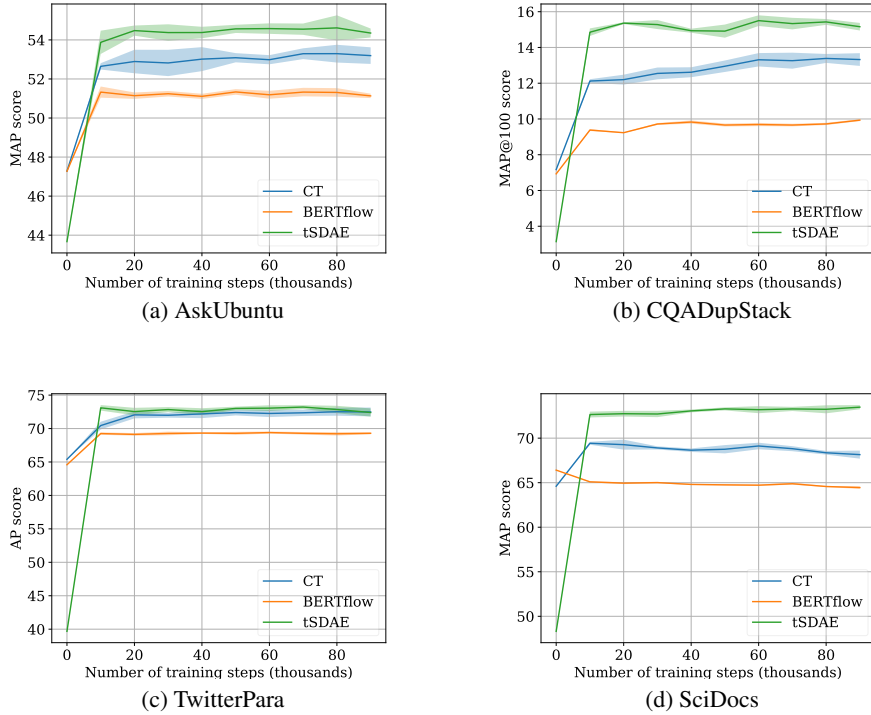 54
52
50
48
46
44
MAP score
CT
BERTflow
tSDAE
0 20 40 60 80
Number of training steps (thousands)
(a) AskUbuntu
16
14
12
10
8
6
4
MAP@100 score
CT
BERTflow
tSDAE
0 20 40 60 80
Number of training steps (thousands)
(b) CQADupStack
75
70
65
60
55
50
45
40
AP score
CT
BERTflow
tSDAE
0 20 40 60 80
Number of training steps (thousands)
(c) TwitterPara
70
65
60
55
50
MAP score
CT
BERTflow
tSDAE
0 20 40 60 80
Number of training steps (thousands)
(d) SciDocs